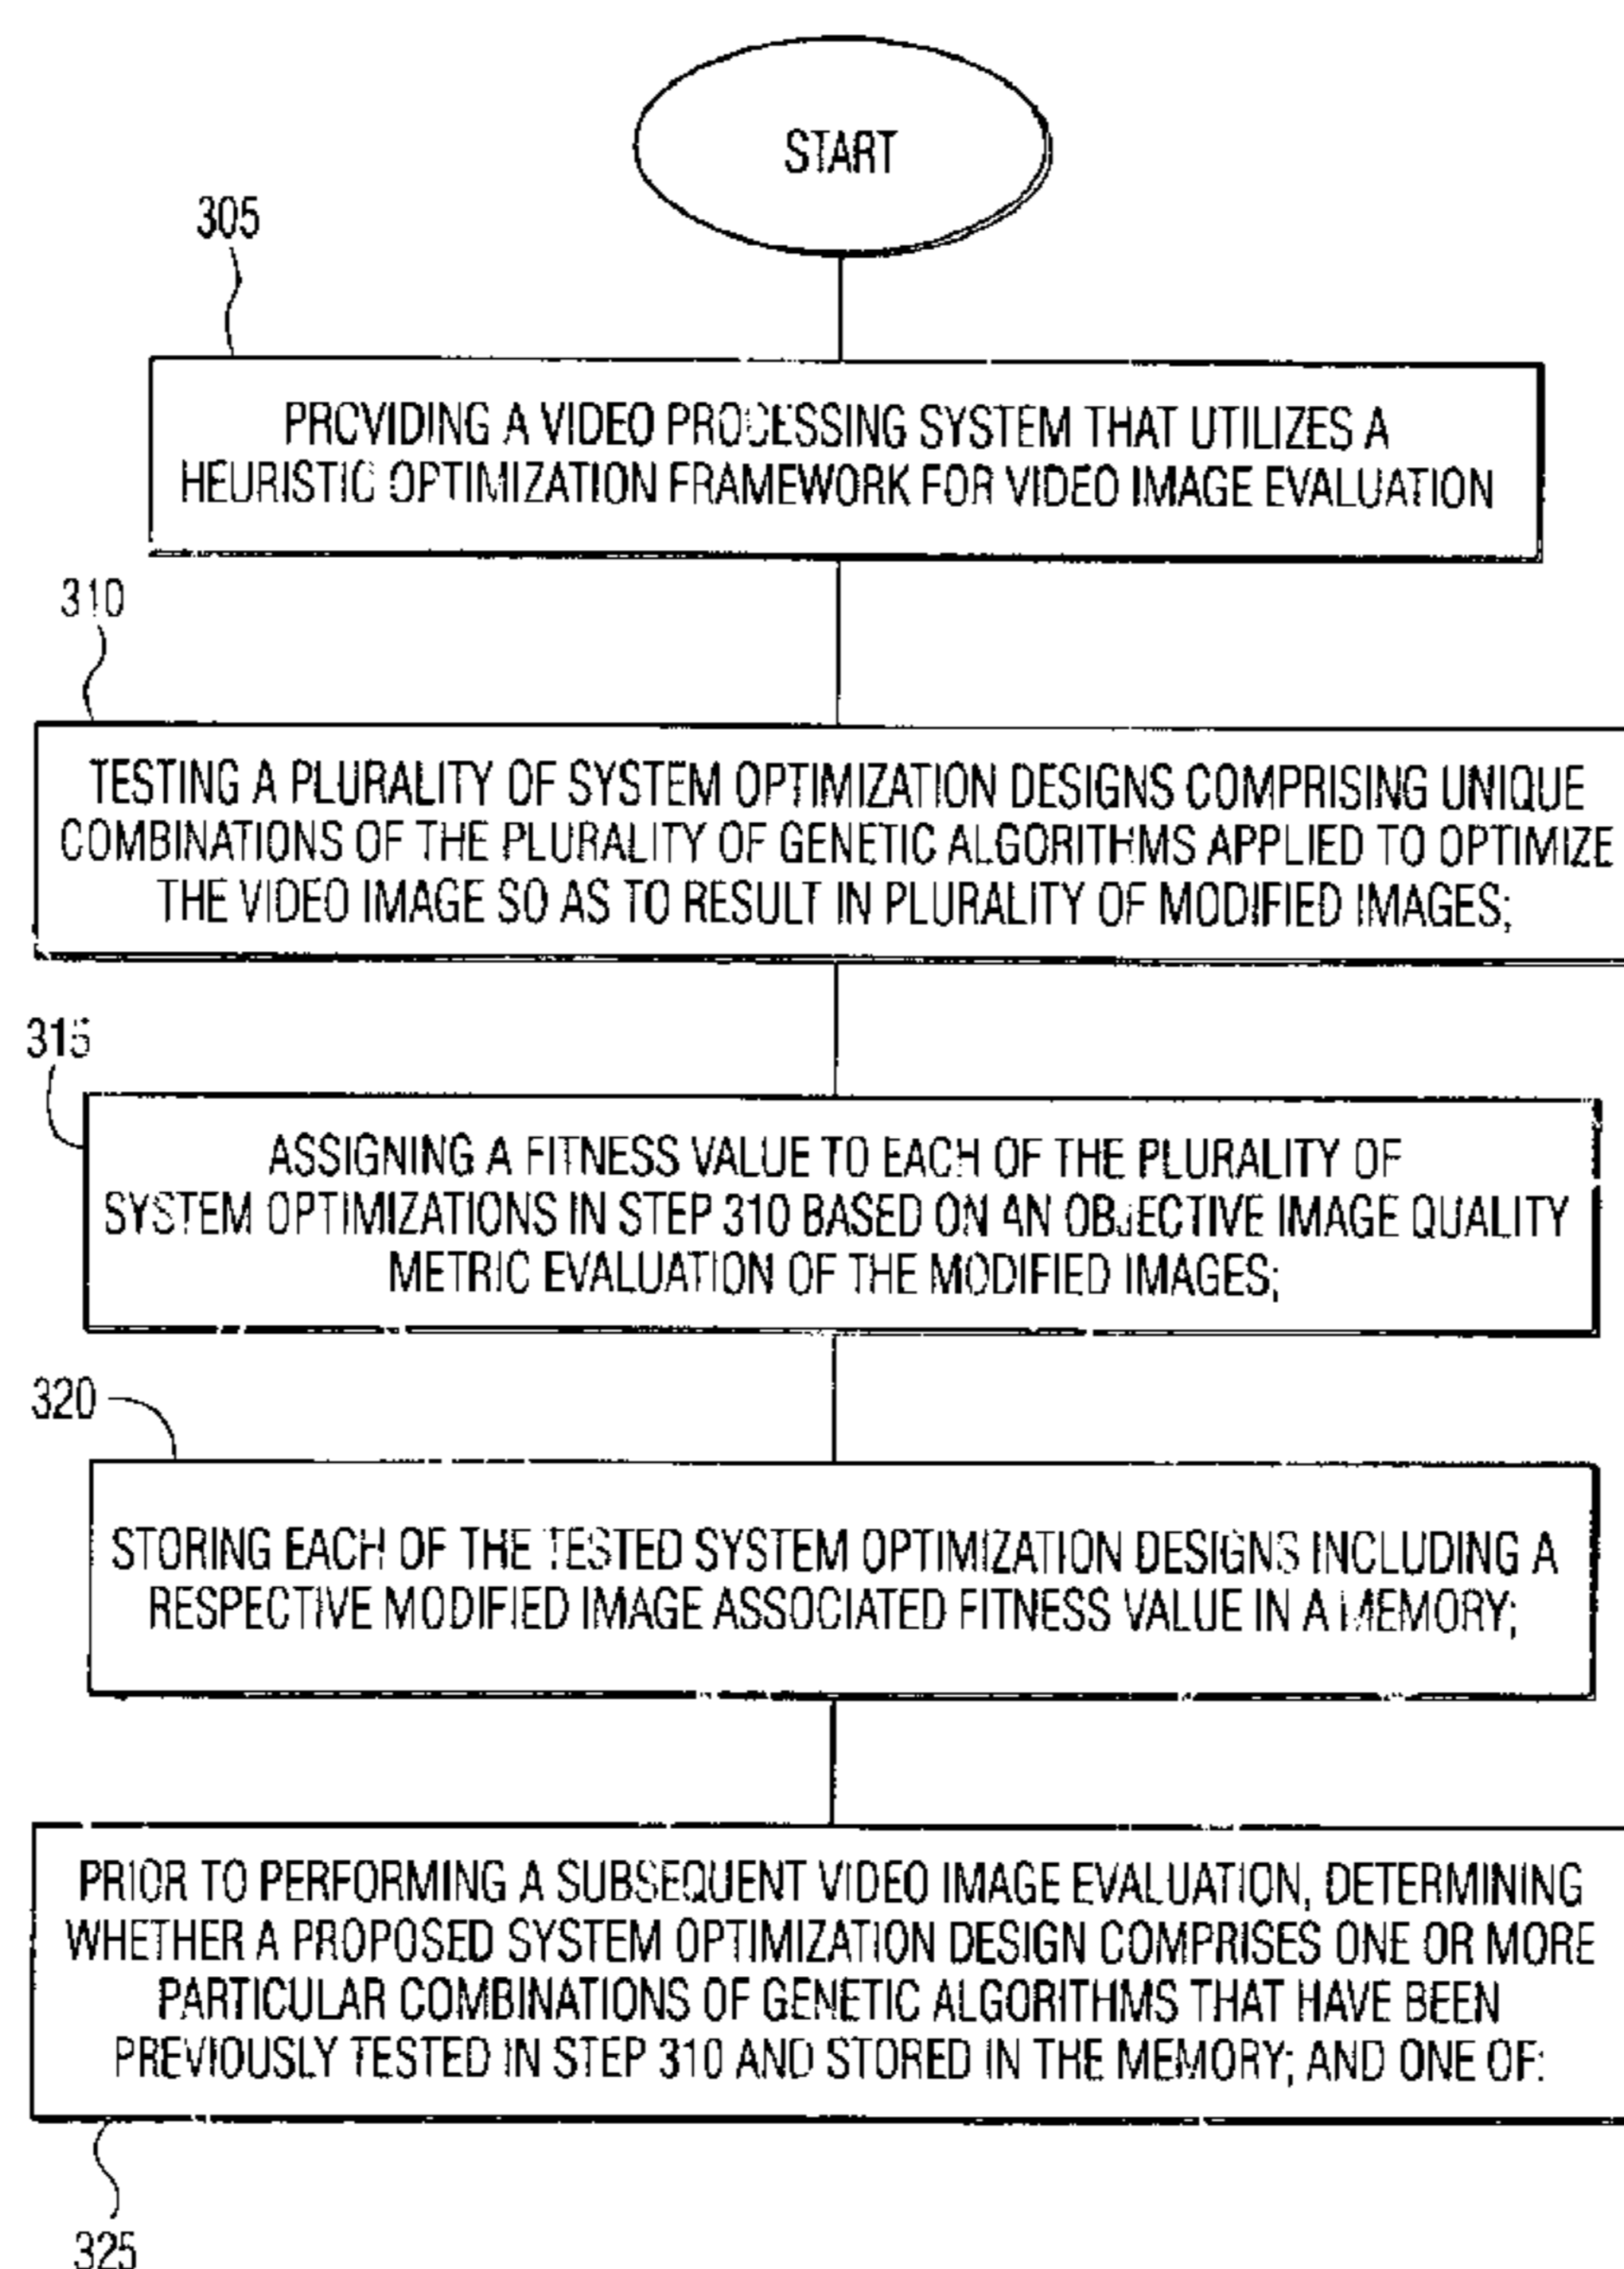 START
305
PROVIDING A VIDEO PROCESSING SYSTEM THAT UTILIZES A
HEURISTIC OPTIMIZATION FRAMEWORK FOR VIDEO IMAGE EVALUATION
310
TESTING A PLURALITY OF SYSTEM OPTIMIZATION DESIGNS COMPRISING UNIQUE
COMBINATIONS OF THE PLURALITY OF GENETIC ALGORITHMS APPLIED TO OPTIMIZE
THE VIDEO IMAGE SO AS TO RESULT IN PLURALITY OF MODIFIED IMAGES;
315
ASSIGNING A FITNESS VALUE TO EACH OF THE PLURALITY OF
SYSTEM OPTIMIZATIONS IN STEP 310 BASED ON AN OBJECTIVE IMAGE QUALITY
METRIC EVALUATION OF THE MODIFIED IMAGES;
320
STORING EACH OF THE TESTED SYSTEM OPTIMIZATION DESIGNS INCLUDING A
RESPECTIVE MODIFIED IMAGE ASSOCIATED FITNESS VALUE IN A MEMORY;
PRIOR TO PERFORMING A SUBSEQUENT VIDEO IMAGE EVALUATION, DETERMINING
WHETHER A PROPOSED SYSTEM OPTIMIZATION DESIGN COMPRISES ONE OR MORE
PARTICULAR COMBINATIONS OF GENETIC ALGORITHMS THAT HAVE BEEN
PREVIOUSLY TESTED IN STEP 310 AND STORED IN THE MEMORY; AND ONE OF:
325